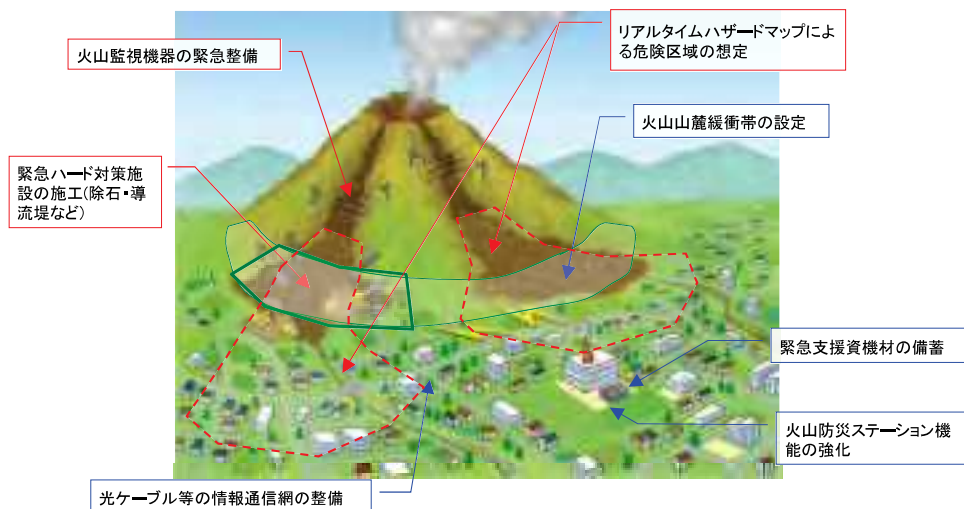 リアルタイムハザードマップによ
る危険区域の想定
火山監視機器の緊急整備
火山山麓緩衝帯の設定
緊急ハード対策施
設の施工(除石・導
流堤など)
緊急支援資機材の備蓄
火山防災ステーション機
能の強化
光ケーブル等の情報通信網の整備